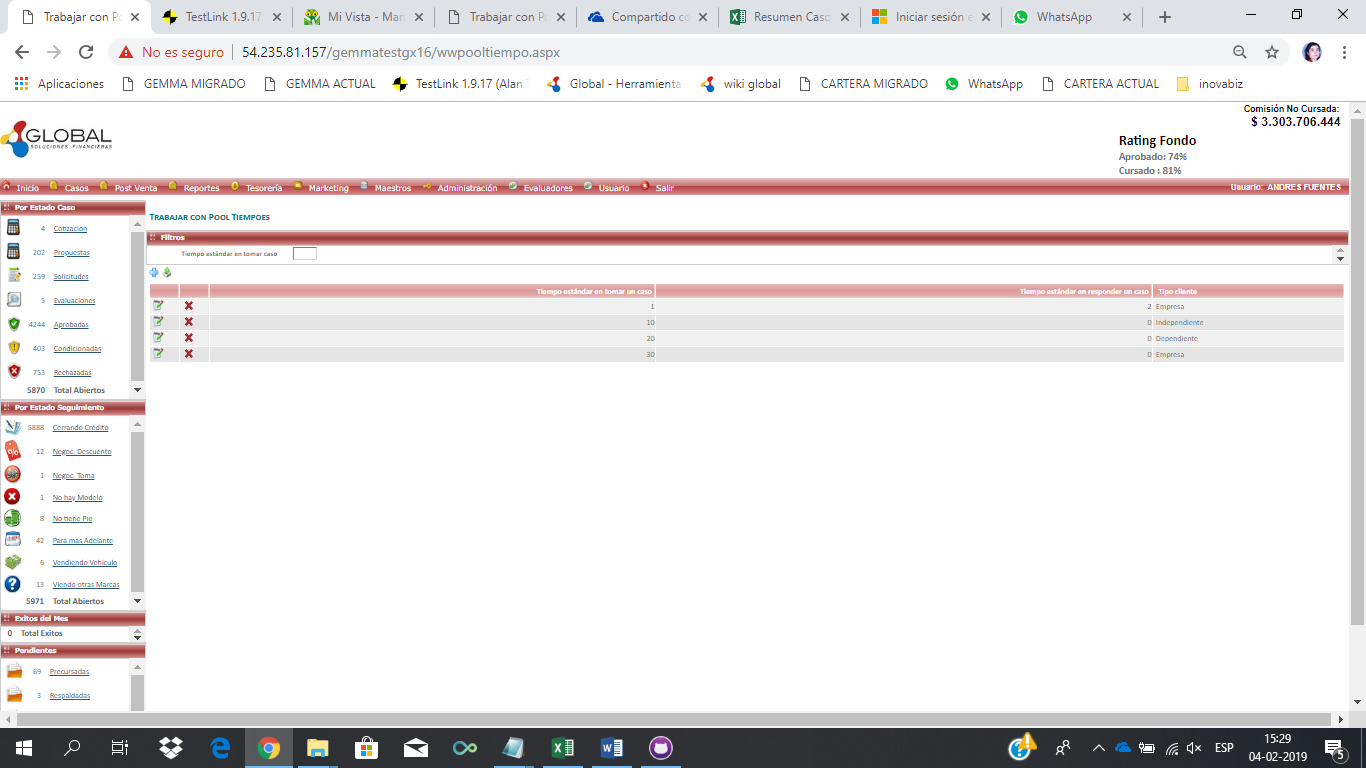 Trabajar con Po
TestLink 1.9.17
Mi Vista - Man
Trabajar con Po
Compartido co
Resumen Caso
Iniciar sesión e
WhatsApp
No es seguro
54.235.81.157/gemmatestgx16/wwpooltiempo.aspx
Aplicaciones
GEMMA MIGRADO
GEMMA ACTUAL
TestLink 1.9.17 (Alan
Global - Herramienta
wiki global
CARTERA MIGRADO
WhatsApp
CARTERA ACTUAL
inovabiz
GLOBAL
SOLUCIONES FINANCIERAS
Comisión No Cursada:
$ 3.303.706.444
Rating Fondo
Aprobado: 74%
Cursado : 81%
Inicio Casos Post Venta Reportes Tesorería Marketing Maestros Administración Evaluadores Usuario Salir
Usuario: ANDRES FUENTES
Por Estado Caso
4 Cotizacion
202 Propuestas
259 Solicitudes
5 Evaluaciones
4244 Aprobadas
403 Condicionadas
753 Rechazadas
5870 Total Abiertos
Por Estado Seguimiento
5888 Cerrando Crédito
12 Negoc. Descuento
1 Negoc. Toma
1 No hay Modelo
8 No tiene Pie
42 Para mas Adelante
6 Vendiendo Vehiculo
13 Viendo otras Marcas
5971 Total Abiertos
Exitos del Mes
0 Total Exitos
Pendientes
69 Precursadas
3 Respaldadas
Trabajar con Pool Tiempoes
Filtros
Tiempo estándar en tomar caso
Tiempo estándar en tomar un caso Tiempo estándar en responder un caso Tipo cliente
1 2 Empresa
10 0 Independiente
20 0 Dependiente
30 0 Empresa
ESP
15:29
04-02-2019
5